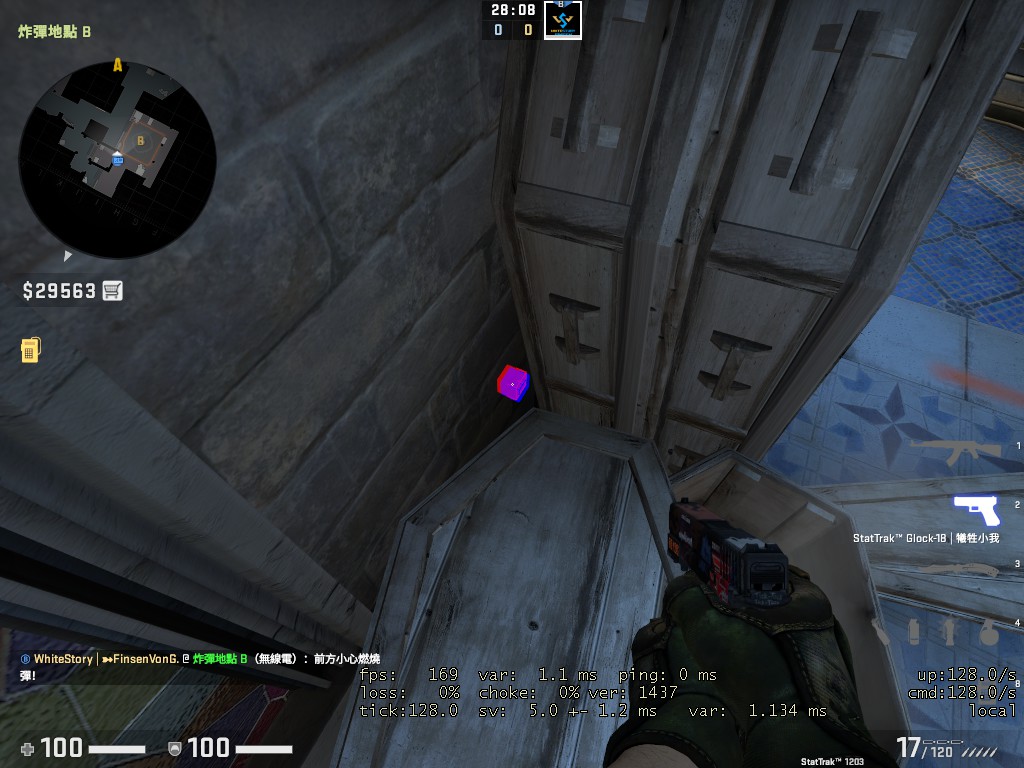 炸彈地點 B
28:08
0 0
B
A
B
$29563
1
2
StatTrak™ Glock-18 | 犧牲小我
3
4
Ⓑ WhiteStory | ➳FinsenVonG. @ 炸彈地點 B (無線電): 前方小心燃燒
彈!
fps: 169 var: 1.1 ms ping: 0 ms
loss: 0% choke: 0% ver: 1437
tick:128.0 sv: 5.0 +- 1.2 ms var: 1.134 ms
up:128.0/s
cmd:128.0/s
local
100 100
17/120
StatTrak™ 1203